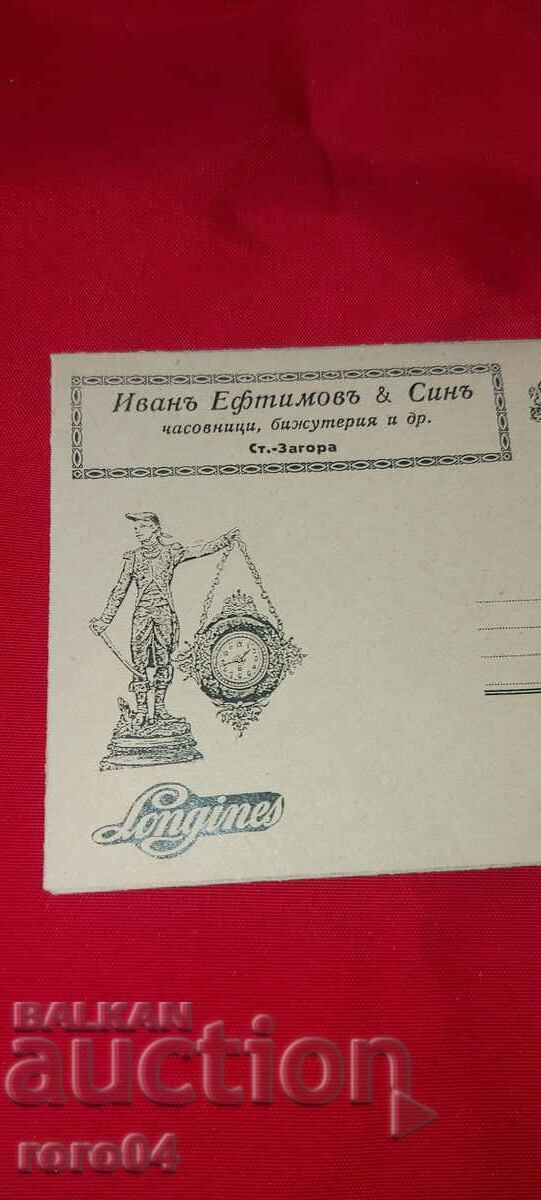 Иванъ Ефтимовъ & Синъ
часовници, бижутерия и др.
Ст.-Загора
Longines
BALKAN
auction
roro04